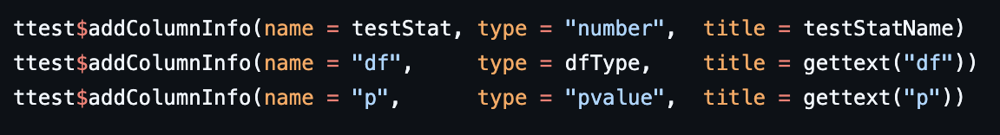 ttest$addColumnInfo(name = testStat, type = "number",  title = testStatName)
ttest$addColumnInfo(name = "df",     type = dfType,    title = gettext("df"))
ttest$addColumnInfo(name = "p",      type = "pvalue",  title = gettext("p"))